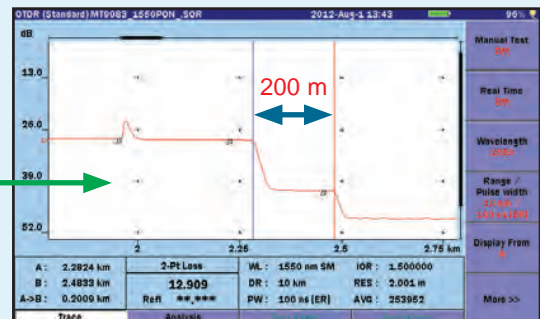 OTDR (Standard) MT9083 1550PON_.SOR 2012-Aug-1 13:43 96%
dB
13.0
26.0
39.0
52.0
200 m
2 2.25 2.5 2.75 km
A: 2.2824 km
B: 2.4833 km
A->B: 0.2009 km
2-Pt Loss
12.909
Refl **.***
WL: 1550 nm SM IOR: 1.500000
DR: 10 km RES: 2.001 m
PW: 100 ns (ER) AVG: 253952
Trace Analysis
Manual Test
Real Time
Wavelength
Range /
Pulse width
Display From
More >>